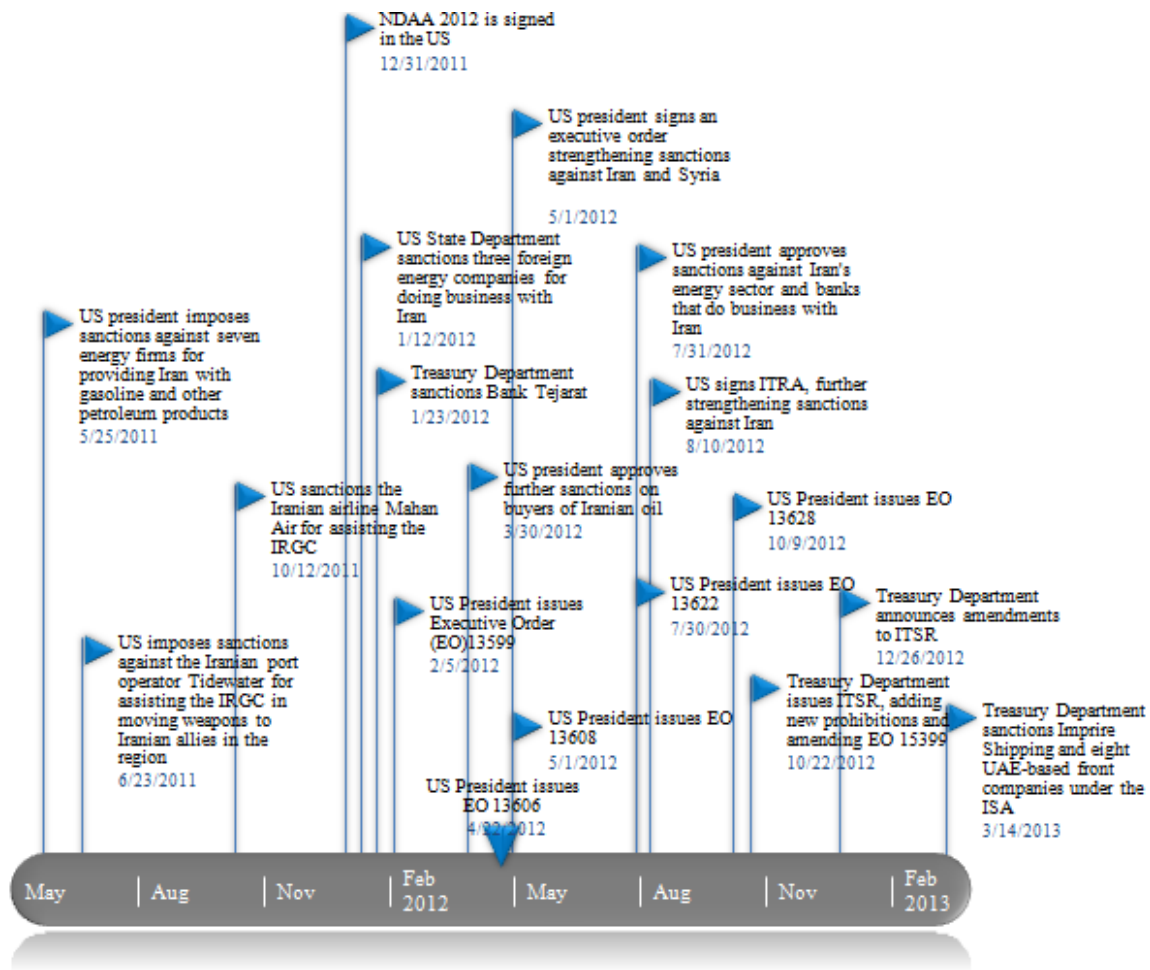 NDAA 2012 is signed
in the US
12/31/2011
US president signs an
executive order
strengthening sanctions
against Iran and Syria
5/1/2012
US State Department
sanctions three foreign
energy companies for
doing business with
Iran
1/12/2012
US president approves
sanctions against Iran's
energy sector and banks
that do business with
Iran
7/31/2012
US president imposes
sanctions against seven
energy firms for
providing Iran with
gasoline and other
petroleum products
5/25/2011
Treasury Department
sanctions Bank Tejarat
1/23/2012
US signs ITRA, further
strengthening sanctions
against Iran
8/10/2012
US president approves
further sanctions on
buyers of Iranian oil
3/30/2012
US sanctions the
Iranian airline Mahan
Air for assisting the
IRGC
10/12/2011
US President issues EO
13628
10/9/2012
US President issues EO
13622
7/30/2012
Treasury Department
announces amendments
to ITSR
12/26/2012
US President issues
Executive Order
(EO)13599
2/5/2012
US imposes sanctions
against the Iranian port
operator Tidewater for
assisting the IRGC in
moving weapons to
Iranian allies in the
region
6/23/2011
Treasury Department
issues ITSR, adding
new prohibitions and
amending EO 15399
10/22/2012
Treasury Department
sanctions Imprire
Shipping and eight
UAE-based front
companies under the
ISA
3/14/2013
US President issues EO
13608
5/1/2012
US President issues
EO 13606
4/22/2012
May
Aug
Nov
Feb
2012
May
Aug
Nov
Feb
2013